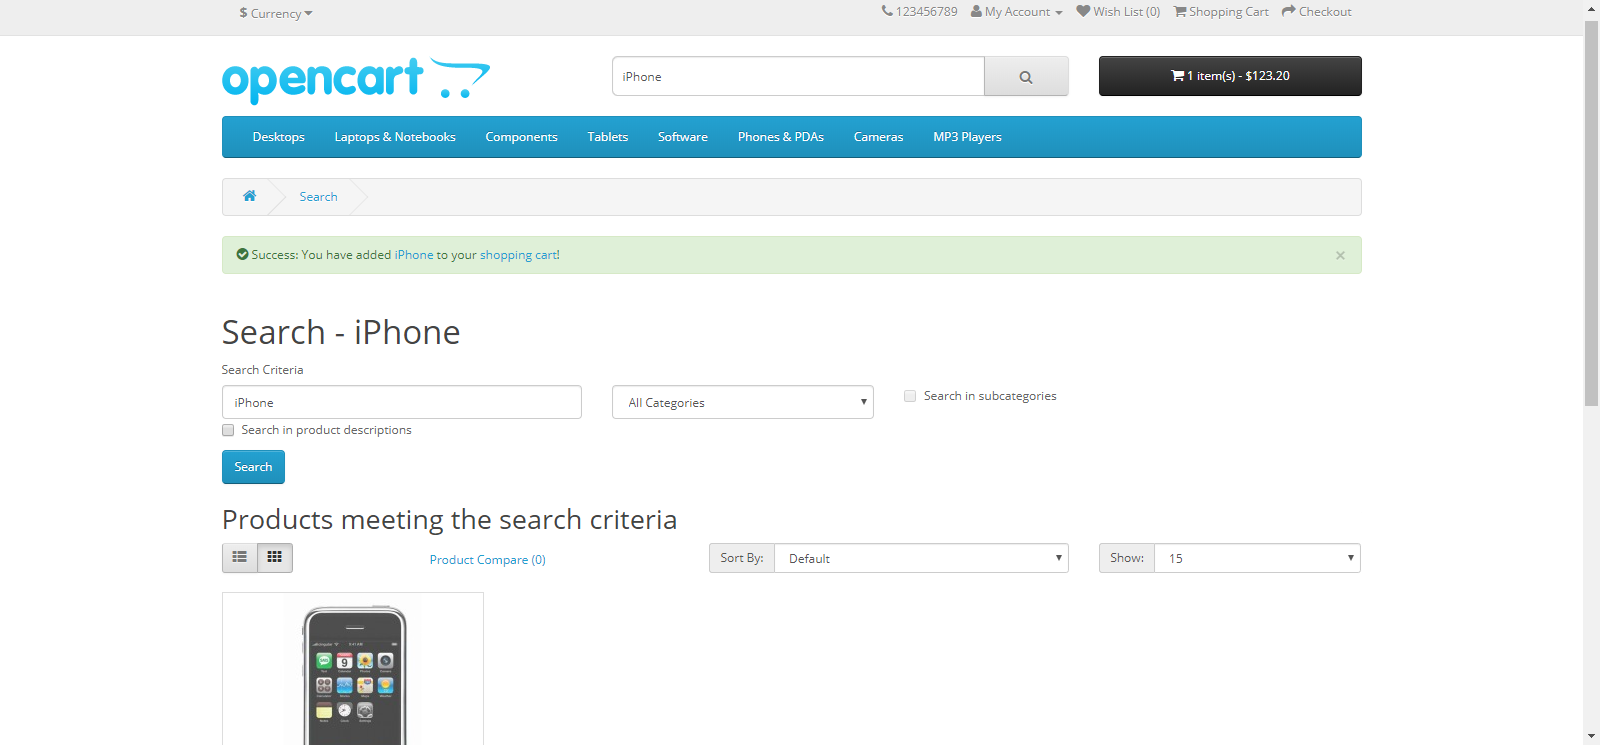 $ Currency
123456789 My Account Wish List (0) Shopping Cart Checkout
opencart
iPhone
1 item(s) - $123.20
Desktops Laptops & Notebooks Components Tablets Software Phones & PDAs Cameras MP3 Players
Search
Success: You have added iPhone to your shopping cart!
×
Search - iPhone
Search Criteria
iPhone
All Categories
Search in subcategories
Search in product descriptions
Search
Products meeting the search criteria
Product Compare (0)
Sort By: Default
Show: 15
9